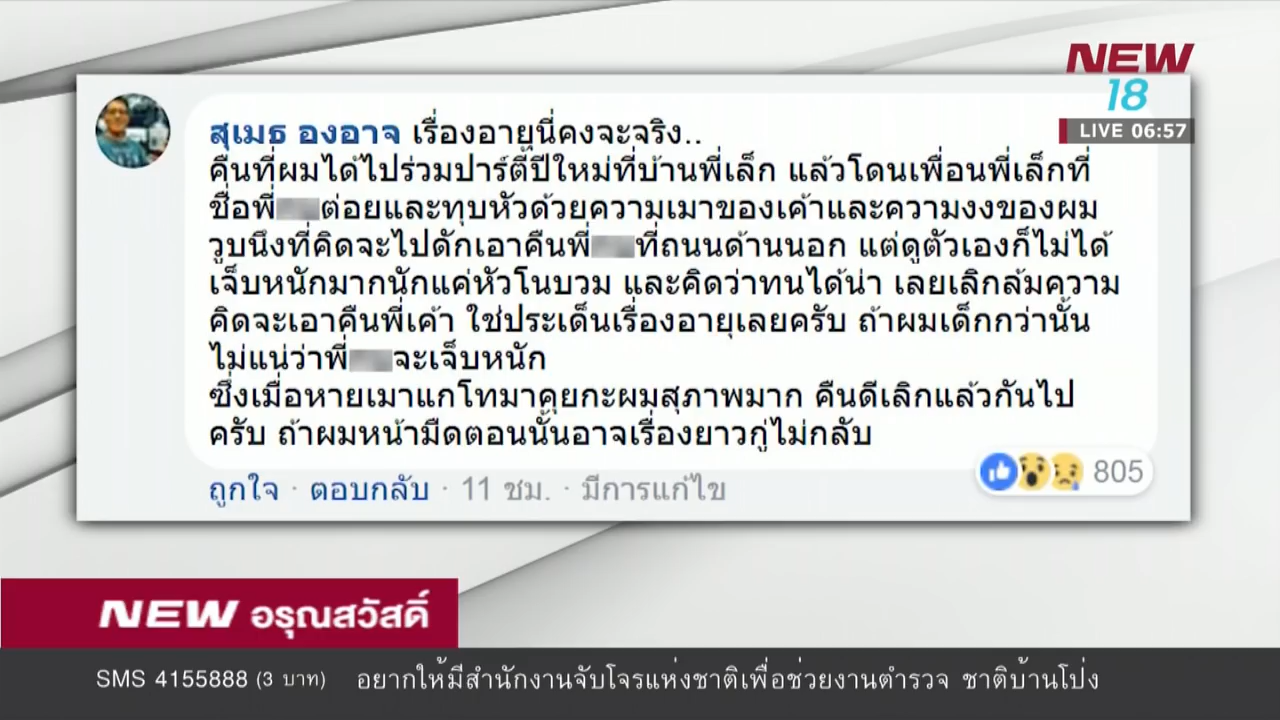 NEW
18
LIVE 06:57
สุเมธ องอาจ เรื่องอายุนี่คงจะจริง..
คืนที่ผมได้ไปร่วมปาร์ตี้ปีใหม่ที่บ้านพี่เล็ก แล้วโดนเพื่อนพี่เล็กที่
ชื่อพี่ ต่อยและทุบหัวด้วยความเมาของเค้าและความงงของผม
วูบนึงที่คิดจะไปดักเอาคืนพี่ ที่ถนนด้านนอก แต่ดูตัวเองก็ไม่ได้
เจ็บหนักมากนักแค่หัวโนบวม และคิดว่าทนได้น่า เลยเลิกล้มความ
คิดจะเอาคืนพี่เค้า ใช่ประเด็นเรื่องอายุเลยครับ ถ้าผมเด็กกว่านั้น
ไม่แน่ว่าพี่ จะเจ็บหนัก
ซึ่งเมื่อหายเมาแกโทมาคุยกะผมสุภาพมาก คืนดีเลิกแล้วกันไป
ครับ ถ้าผมหน้ามืดตอนนั้นอาจเรื่องยาวกู่ไม่กลับ
ถูกใจ · ตอบกลับ · 11 ชม. · มีการแก้ไข
805
NEW อรุณสวัสดิ์
SMS 4155888 (3 บาท) อยากให้มีสำนักงานจับโจรแห่งชาติเพื่อช่วยงานตำรวจ ชาติบ้านโป่ง